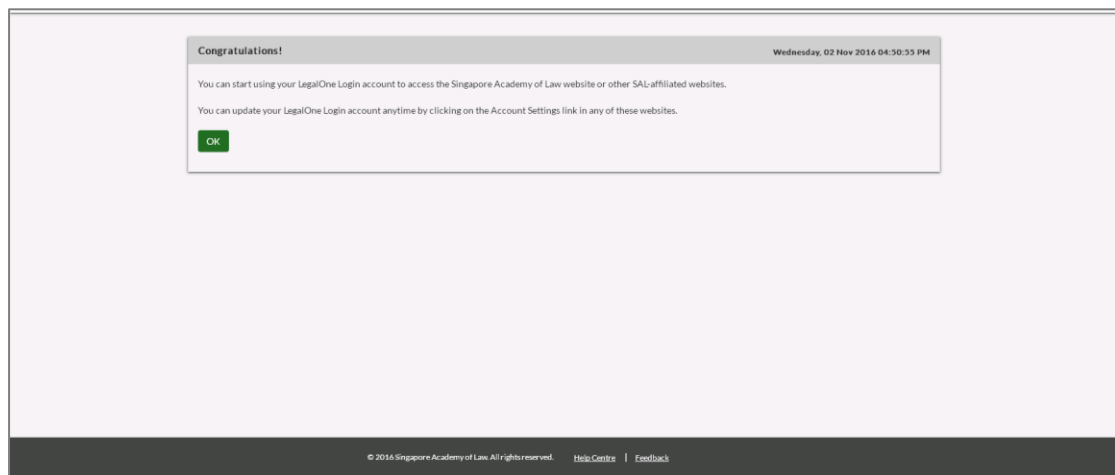 Congratulations!
Wednesday, 02 Nov 2016 04:50:55 PM
You can start using your LegalOne Login account to access the Singapore Academy of Law website or other SAL-affiliated websites.
You can update your LegalOne Login account anytime by clicking on the Account Settings link in any of these websites.
OK
© 2016 Singapore Academy of Law. All rights reserved. Help Centre | Feedback